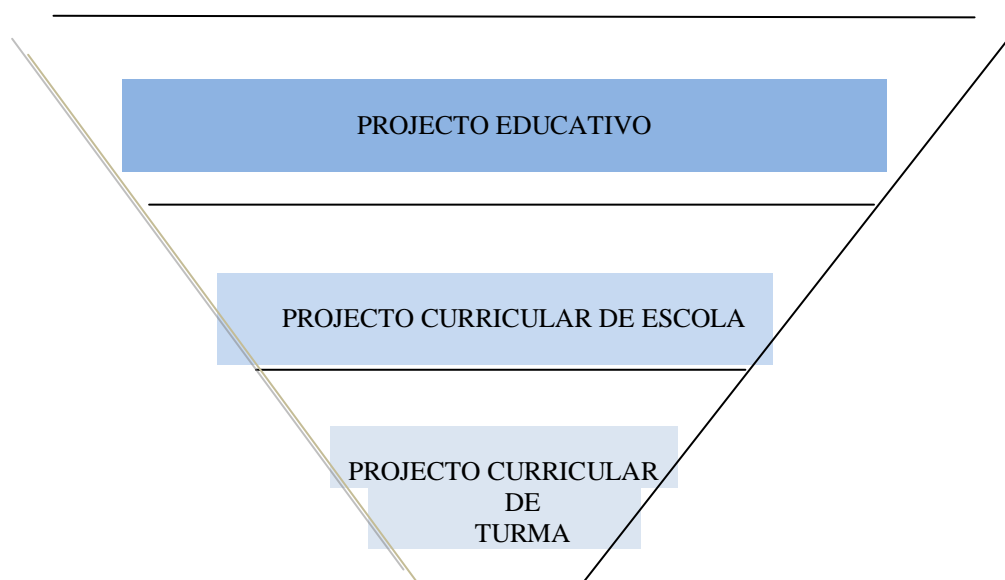 PROJECTO EDUCATIVO
PROJECTO CURRICULAR DE ESCOLA
PROJECTO CURRICULAR
DE
TURMA